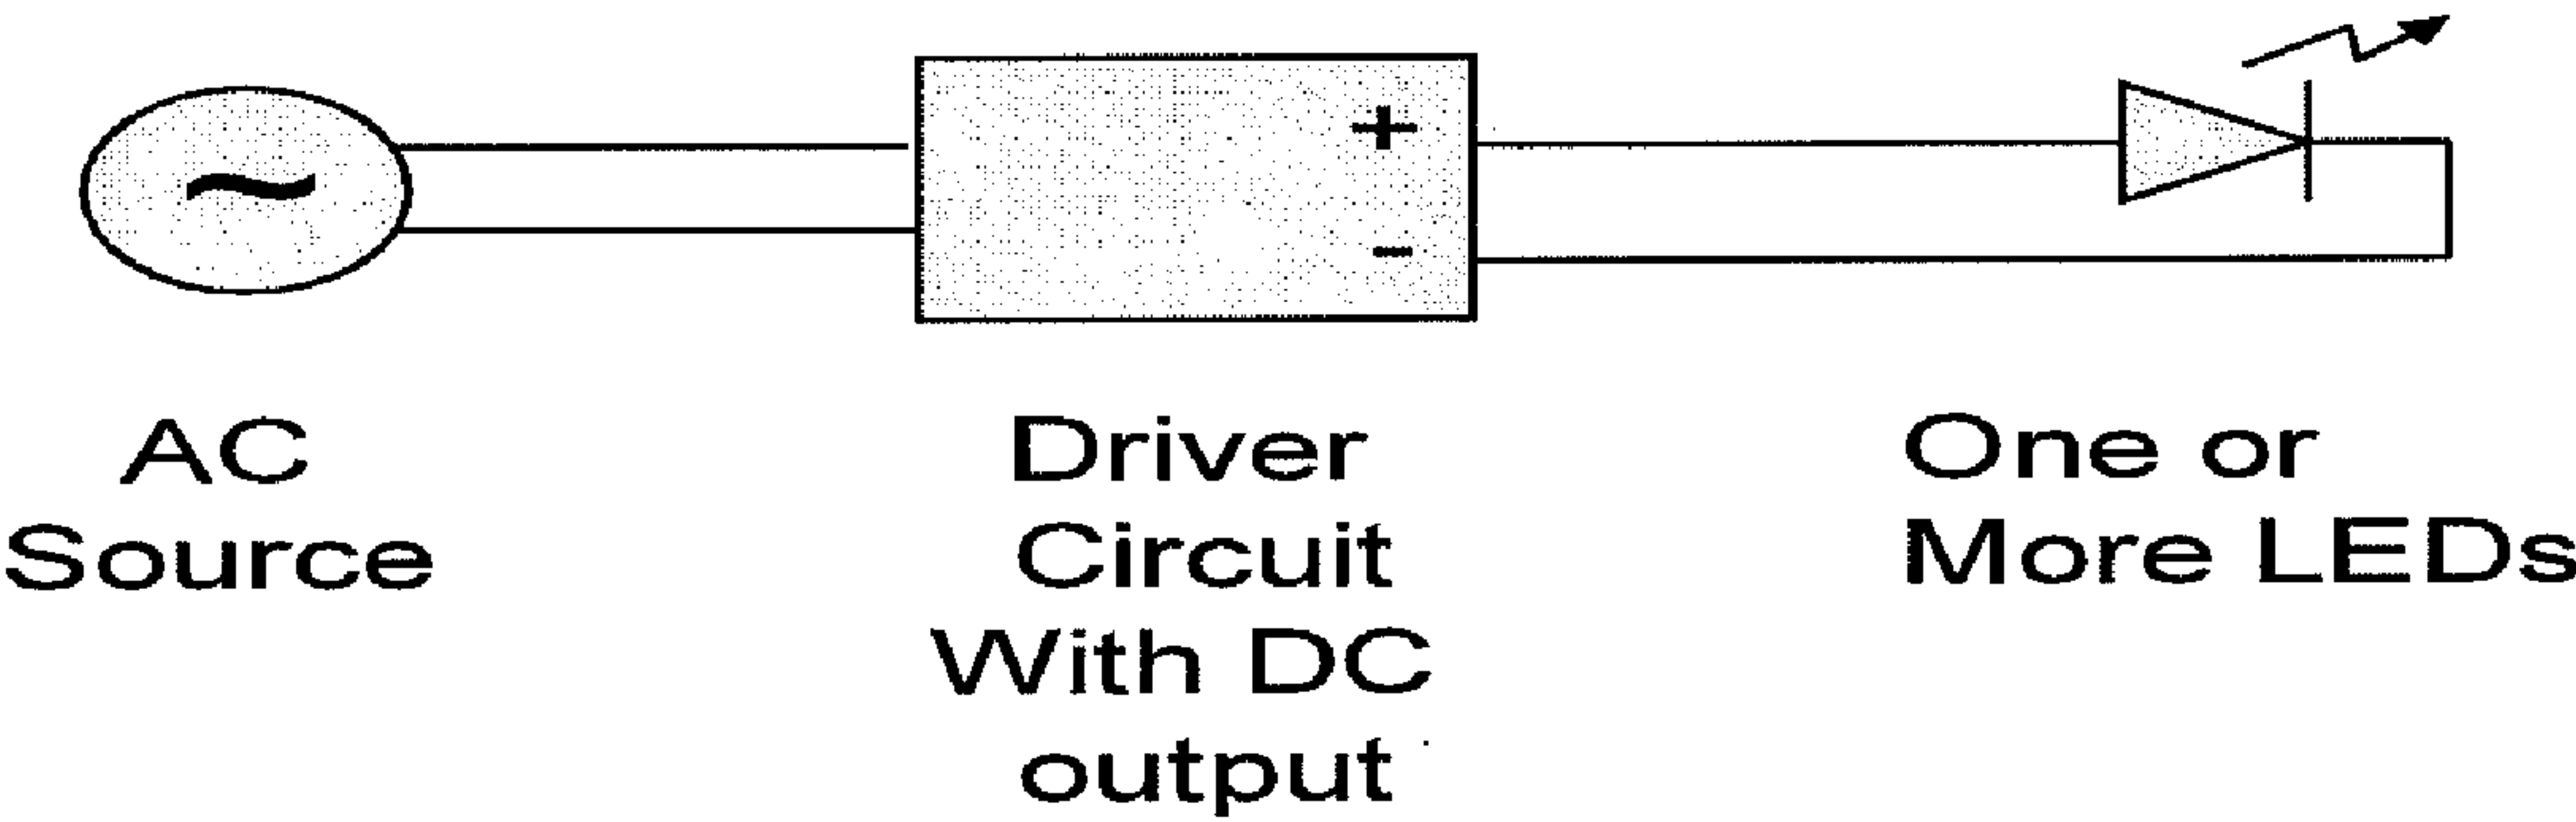 ~
+
-
AC
Source
Driver
Circuit
With DC
output
One or
More LEDs